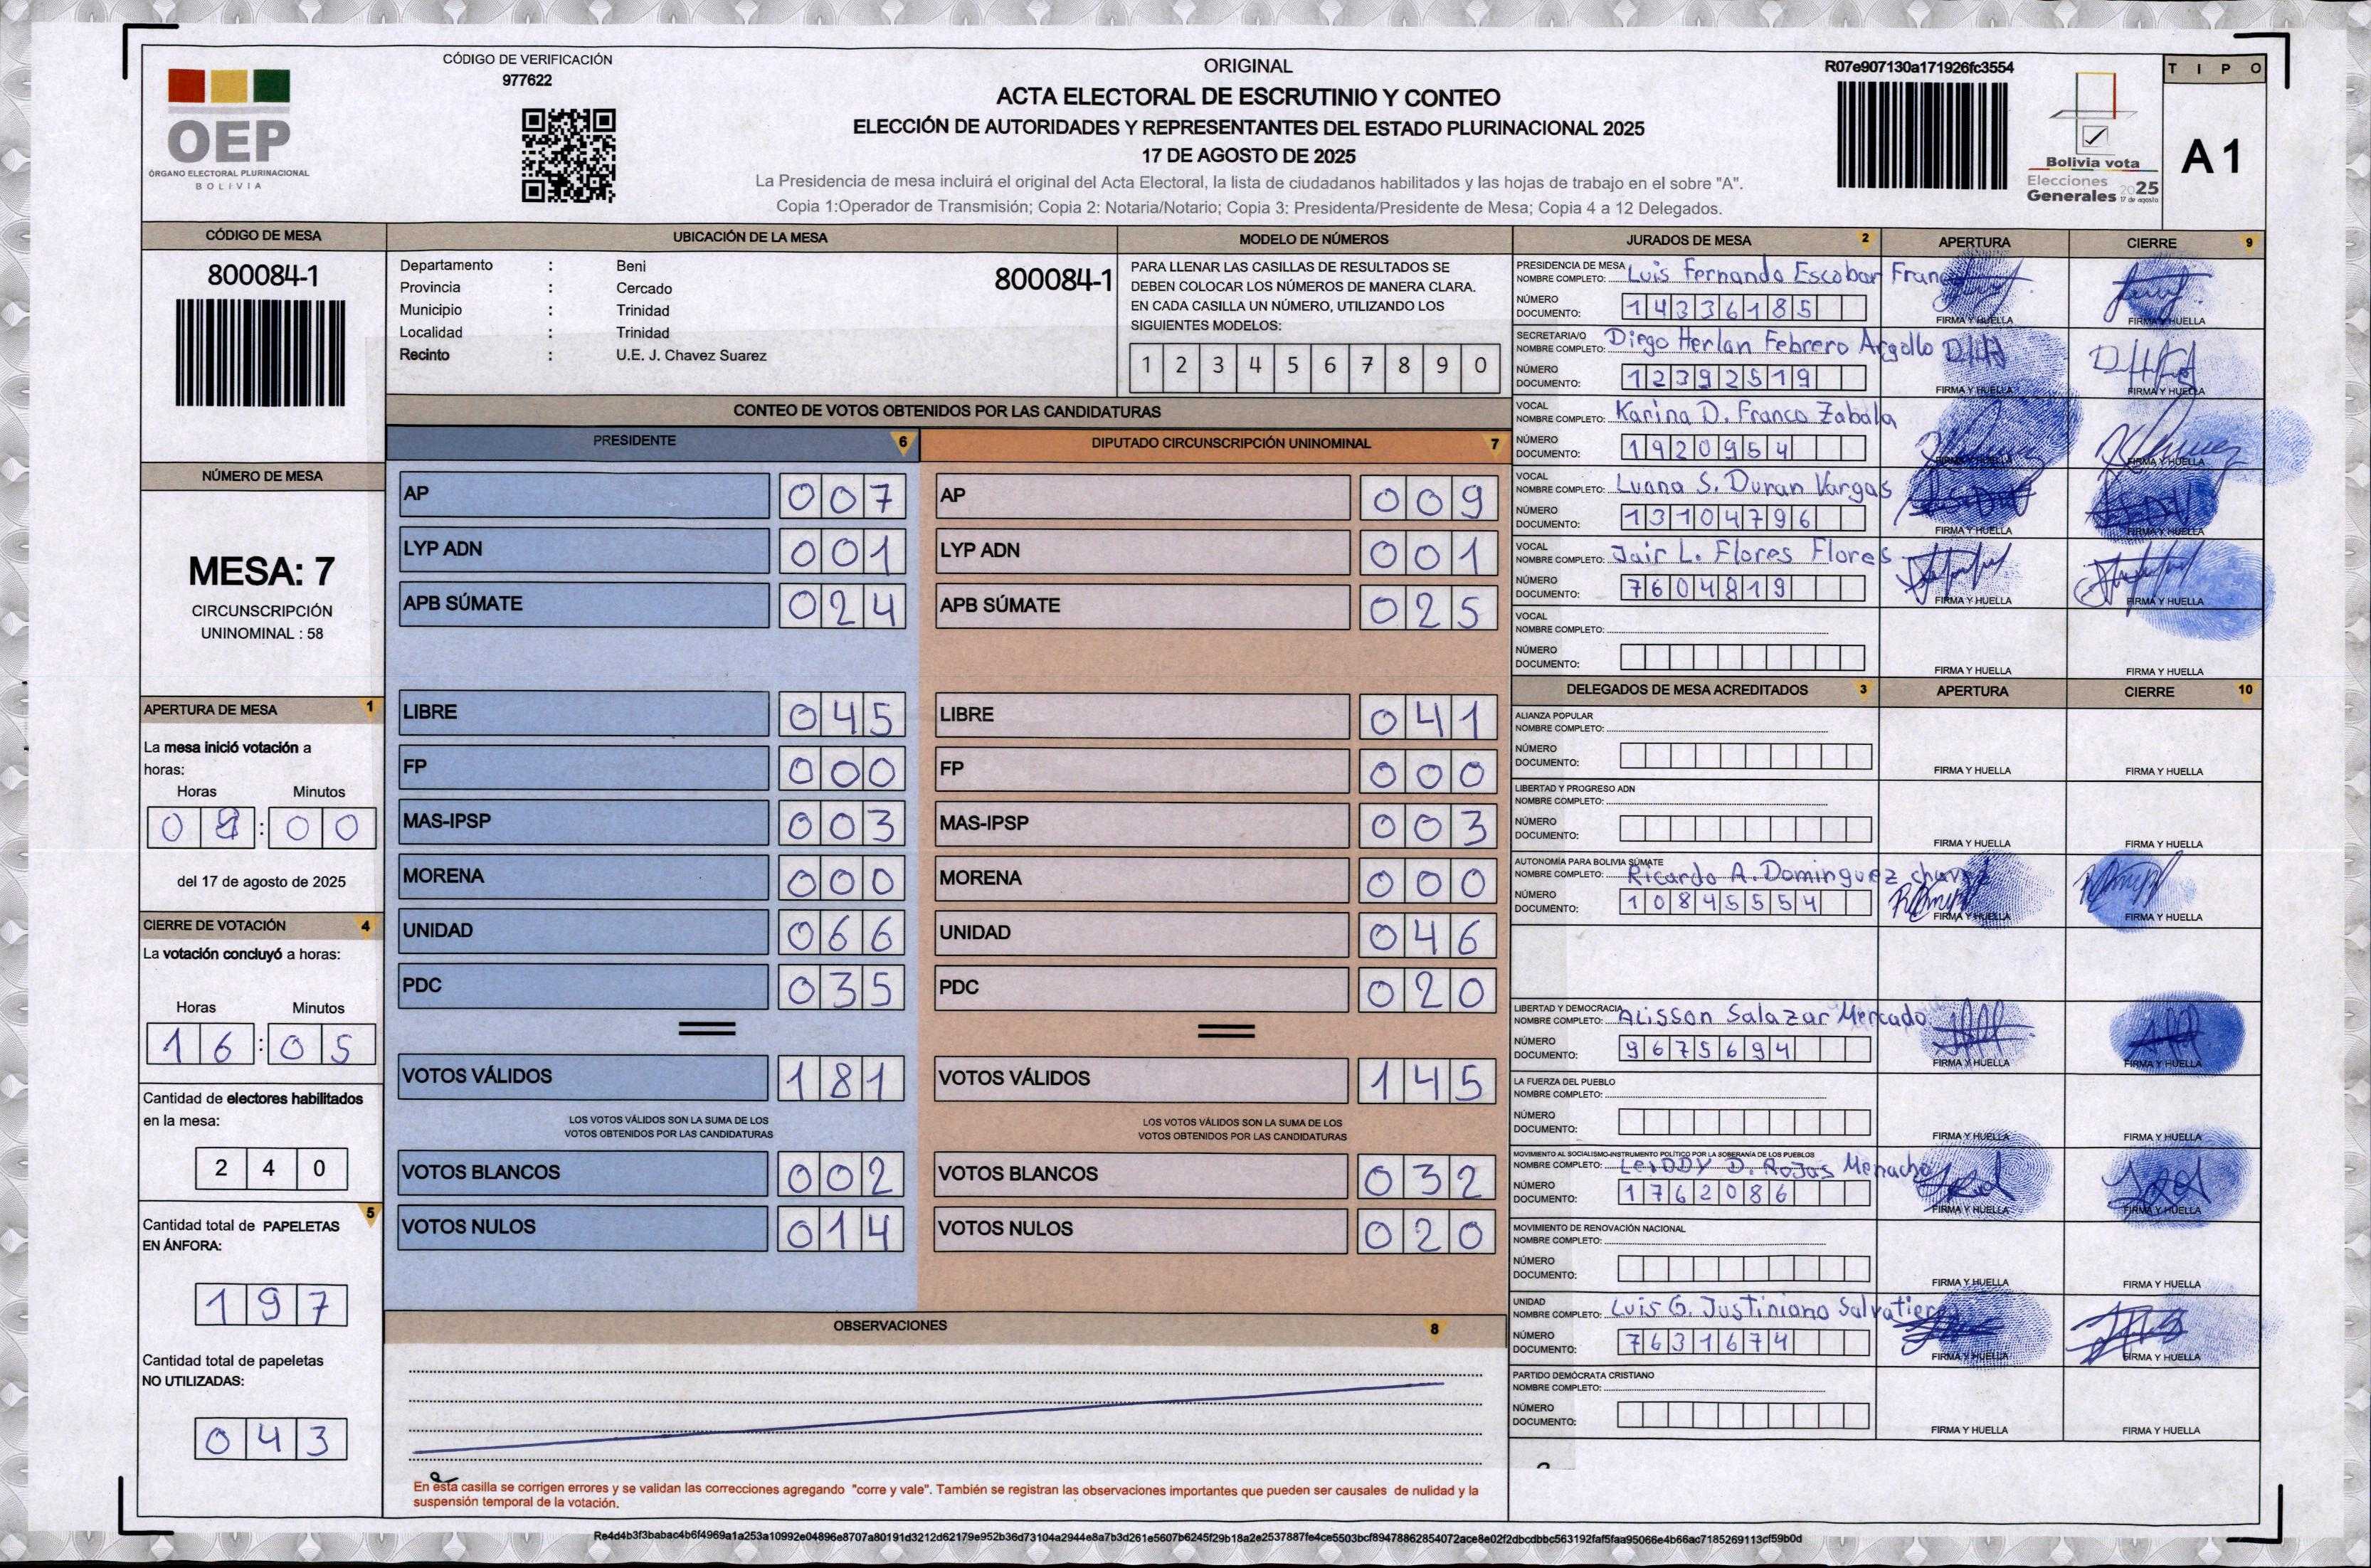 CÓDIGO DE VERIFICACIÓN
977622
OEP
ÓRGANO ELECTORAL PLURINACIONAL
BOLIVIA
ORIGINAL
ACTA ELECTORAL DE ESCRUTINIO Y CONTEO
ELECCIÓN DE AUTORIDADES Y REPRESENTANTES DEL ESTADO PLURINACIONAL 2025
17 DE AGOSTO DE 2025
La Presidencia de mesa incluirá el original del Acta Electoral, la lista de ciudadanos habilitados y las hojas de trabajo en el sobre "A".
Copia 1:Operador de Transmisión; Copia 2: Notaria/Notario; Copia 3: Presidenta/Presidente de Mesa; Copia 4 a 12 Delegados.
R07e907130a171926fc3554
Bolivia vota
Elecciones
Generales 2025
17 de agosto
TIPO
A 1
CÓDIGO DE MESA
800084-1
NÚMERO DE MESA
MESA: 7
CIRCUNSCRIPCIÓN
UNINOMINAL : 58
APERTURA DE MESA 1
La mesa inició votación a
horas:
Horas Minutos
0 8 : 0 0
del 17 de agosto de 2025
CIERRE DE VOTACIÓN 4
La votación concluyó a horas:
Horas Minutos
1 6 : 0 5
Cantidad de electores habilitados
en la mesa:
2 4 0
5
Cantidad total de PAPELETAS
EN ÁNFORA:
1 9 7
Cantidad total de papeletas
NO UTILIZADAS:
0 4 3
UBICACIÓN DE LA MESA
Departamento : Beni
800084-1
Provincia : Cercado
Municipio : Trinidad
Localidad : Trinidad
Recinto : U.E. J. Chavez Suarez
MODELO DE NÚMEROS
PARA LLENAR LAS CASILLAS DE RESULTADOS SE
DEBEN COLOCAR LOS NÚMEROS DE MANERA CLARA.
EN CADA CASILLA UN NÚMERO, UTILIZANDO LOS
SIGUIENTES MODELOS:
1 2 3 4 5 6 7 8 9 0
CONTEO DE VOTOS OBTENIDOS POR LAS CANDIDATURAS
PRESIDENTE 6
AP 007
LYP ADN 001
APB SÚMATE 024
LIBRE 045
FP 000
MAS-IPSP 003
MORENA 000
UNIDAD 066
PDC 035
VOTOS VÁLIDOS 181
LOS VOTOS VÁLIDOS SON LA SUMA DE LOS
VOTOS OBTENIDOS POR LAS CANDIDATURAS
VOTOS BLANCOS 002
VOTOS NULOS 014
DIPUTADO CIRCUNSCRIPCIÓN UNINOMINAL 7
AP 009
LYP ADN 001
APB SÚMATE 025
LIBRE 041
FP 000
MAS-IPSP 003
MORENA 000
UNIDAD 046
PDC 020
VOTOS VÁLIDOS 145
LOS VOTOS VÁLIDOS SON LA SUMA DE LOS
VOTOS OBTENIDOS POR LAS CANDIDATURAS
VOTOS BLANCOS 032
VOTOS NULOS 020
OBSERVACIONES 8
En esta casilla se corrigen errores y se validan las correcciones agregando "corre y vale". También se registran las observaciones importantes que pueden ser causales de nulidad y la
suspensión temporal de la votación.
JURADOS DE MESA 2 APERTURA CIERRE 9
PRESIDENCIA DE MESA
NOMBRE COMPLETO: Luis Fernando Escobar Franc
NÚMERO
DOCUMENTO: 14336185
FIRMA Y HUELLA FIRMA Y HUELLA
SECRETARIA/O
NOMBRE COMPLETO: Diego Herlan Febrero Argollo
NÚMERO
DOCUMENTO: 12392519
FIRMA Y HUELLA FIRMA Y HUELLA
VOCAL
NOMBRE COMPLETO: Karina D. Franco Zabala
NÚMERO
DOCUMENTO: 1920954
FIRMA Y HUELLA
VOCAL
NOMBRE COMPLETO: Luana S. Duran Vargas
NÚMERO
DOCUMENTO: 13104796
FIRMA Y HUELLA FIRMA Y HUELLA
VOCAL
NOMBRE COMPLETO: Jair L. Flores Flores
NÚMERO
DOCUMENTO: 7604819
FIRMA Y HUELLA FIRMA Y HUELLA
VOCAL
NOMBRE COMPLETO:
NÚMERO
DOCUMENTO:
FIRMA Y HUELLA FIRMA Y HUELLA
DELEGADOS DE MESA ACREDITADOS 3 APERTURA CIERRE 10
ALIANZA POPULAR
NOMBRE COMPLETO:
NÚMERO
DOCUMENTO:
FIRMA Y HUELLA FIRMA Y HUELLA
LIBERTAD Y PROGRESO ADN
NOMBRE COMPLETO:
NÚMERO
DOCUMENTO:
FIRMA Y HUELLA FIRMA Y HUELLA
AUTONOMÍA PARA BOLIVIA SÚMATE
NOMBRE COMPLETO: Ricardo A. Dominguez chavez
NÚMERO
DOCUMENTO: 10845554
FIRMA Y HUELLA FIRMA Y HUELLA
LIBERTAD Y DEMOCRACIA
NOMBRE COMPLETO: Alisson Salazar Mercado
NÚMERO
DOCUMENTO: 9675694
FIRMA Y HUELLA FIRMA Y HUELLA
LA FUERZA DEL PUEBLO
NOMBRE COMPLETO:
NÚMERO
DOCUMENTO:
FIRMA Y HUELLA FIRMA Y HUELLA
MOVIMIENTO AL SOCIALISMO-INSTRUMENTO POLÍTICO POR LA SOBERANÍA DE LOS PUEBLOS
NOMBRE COMPLETO: D. Rojas Menacho
NÚMERO
DOCUMENTO: 1762086
FIRMA Y HUELLA FIRMA Y HUELLA
MOVIMIENTO DE RENOVACIÓN NACIONAL
NOMBRE COMPLETO:
NÚMERO
DOCUMENTO:
FIRMA Y HUELLA FIRMA Y HUELLA
UNIDAD
NOMBRE COMPLETO: Luis G. Justiniano Salvatierra
NÚMERO
DOCUMENTO: 7631674
FIRMA Y HUELLA FIRMA Y HUELLA
PARTIDO DEMÓCRATA CRISTIANO
NOMBRE COMPLETO:
NÚMERO
DOCUMENTO:
FIRMA Y HUELLA FIRMA Y HUELLA